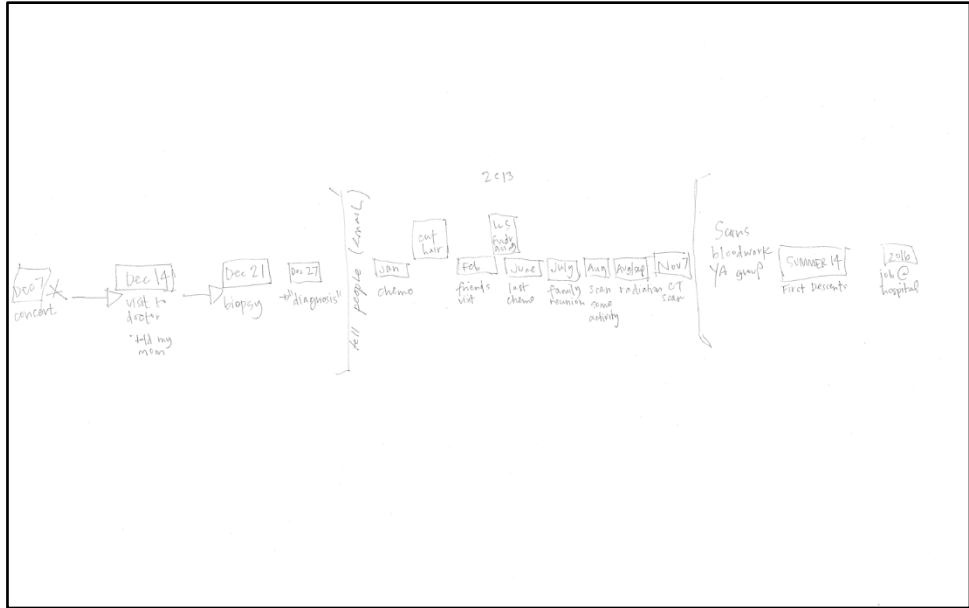 Dec 7
concert
Dec 14
visit to
doctor
told my
mom
Dec 21
biopsy
Dec 27
"diagnosis"
tell people (email)
2013
Jan
chemo
cut
hair
Feb
friends
visit
June
last
chemo
July
family
reunion
Aug
scan
some
activity
radiation
Nov 7
CT
scan
Scans
bloodwork
YA group
SUMMER 14
First Descents
2016
job @
hospital